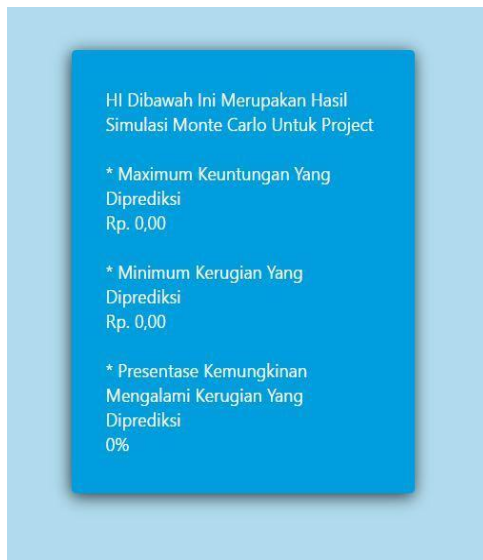 HI Dibawah Ini Merupakan Hasil
Simulasi Monte Carlo Untuk Project
* Maximum Keuntungan Yang
Diprediksi
Rp. 0,00
* Minimum Kerugian Yang
Diprediksi
Rp. 0,00
* Presentase Kemungkinan
Mengalami Kerugian Yang
Diprediksi
0%